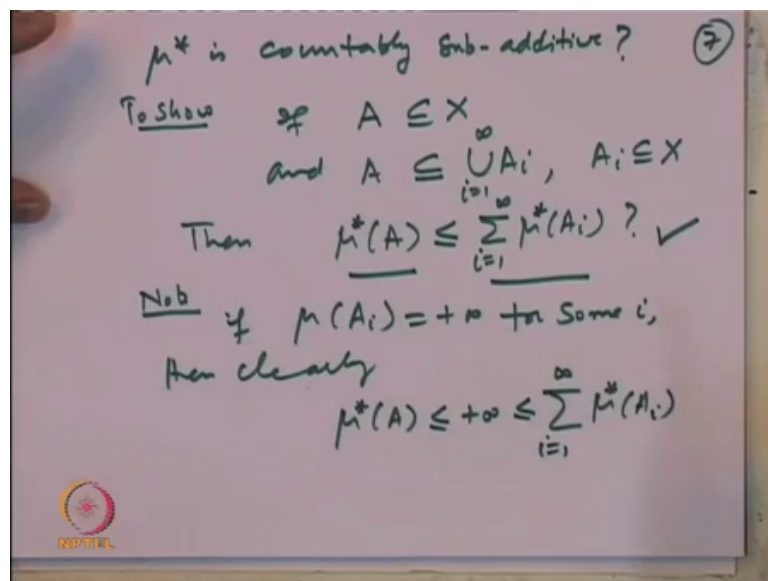 μ* is countably sub-additive? ⑦
To show if A ⊆ X
and A ⊆ ⋃_{i=1}^{∞} A_i, A_i ⊆ X
Then μ*(A) ≤ ∑_{i=1}^{∞} μ*(A_i) ? ✓
Note if μ(A_i) = +∞ for some i,
then clearly
μ*(A) ≤ +∞ ≤ ∑_{i=1}^{∞} μ*(A_i)
NPTEL